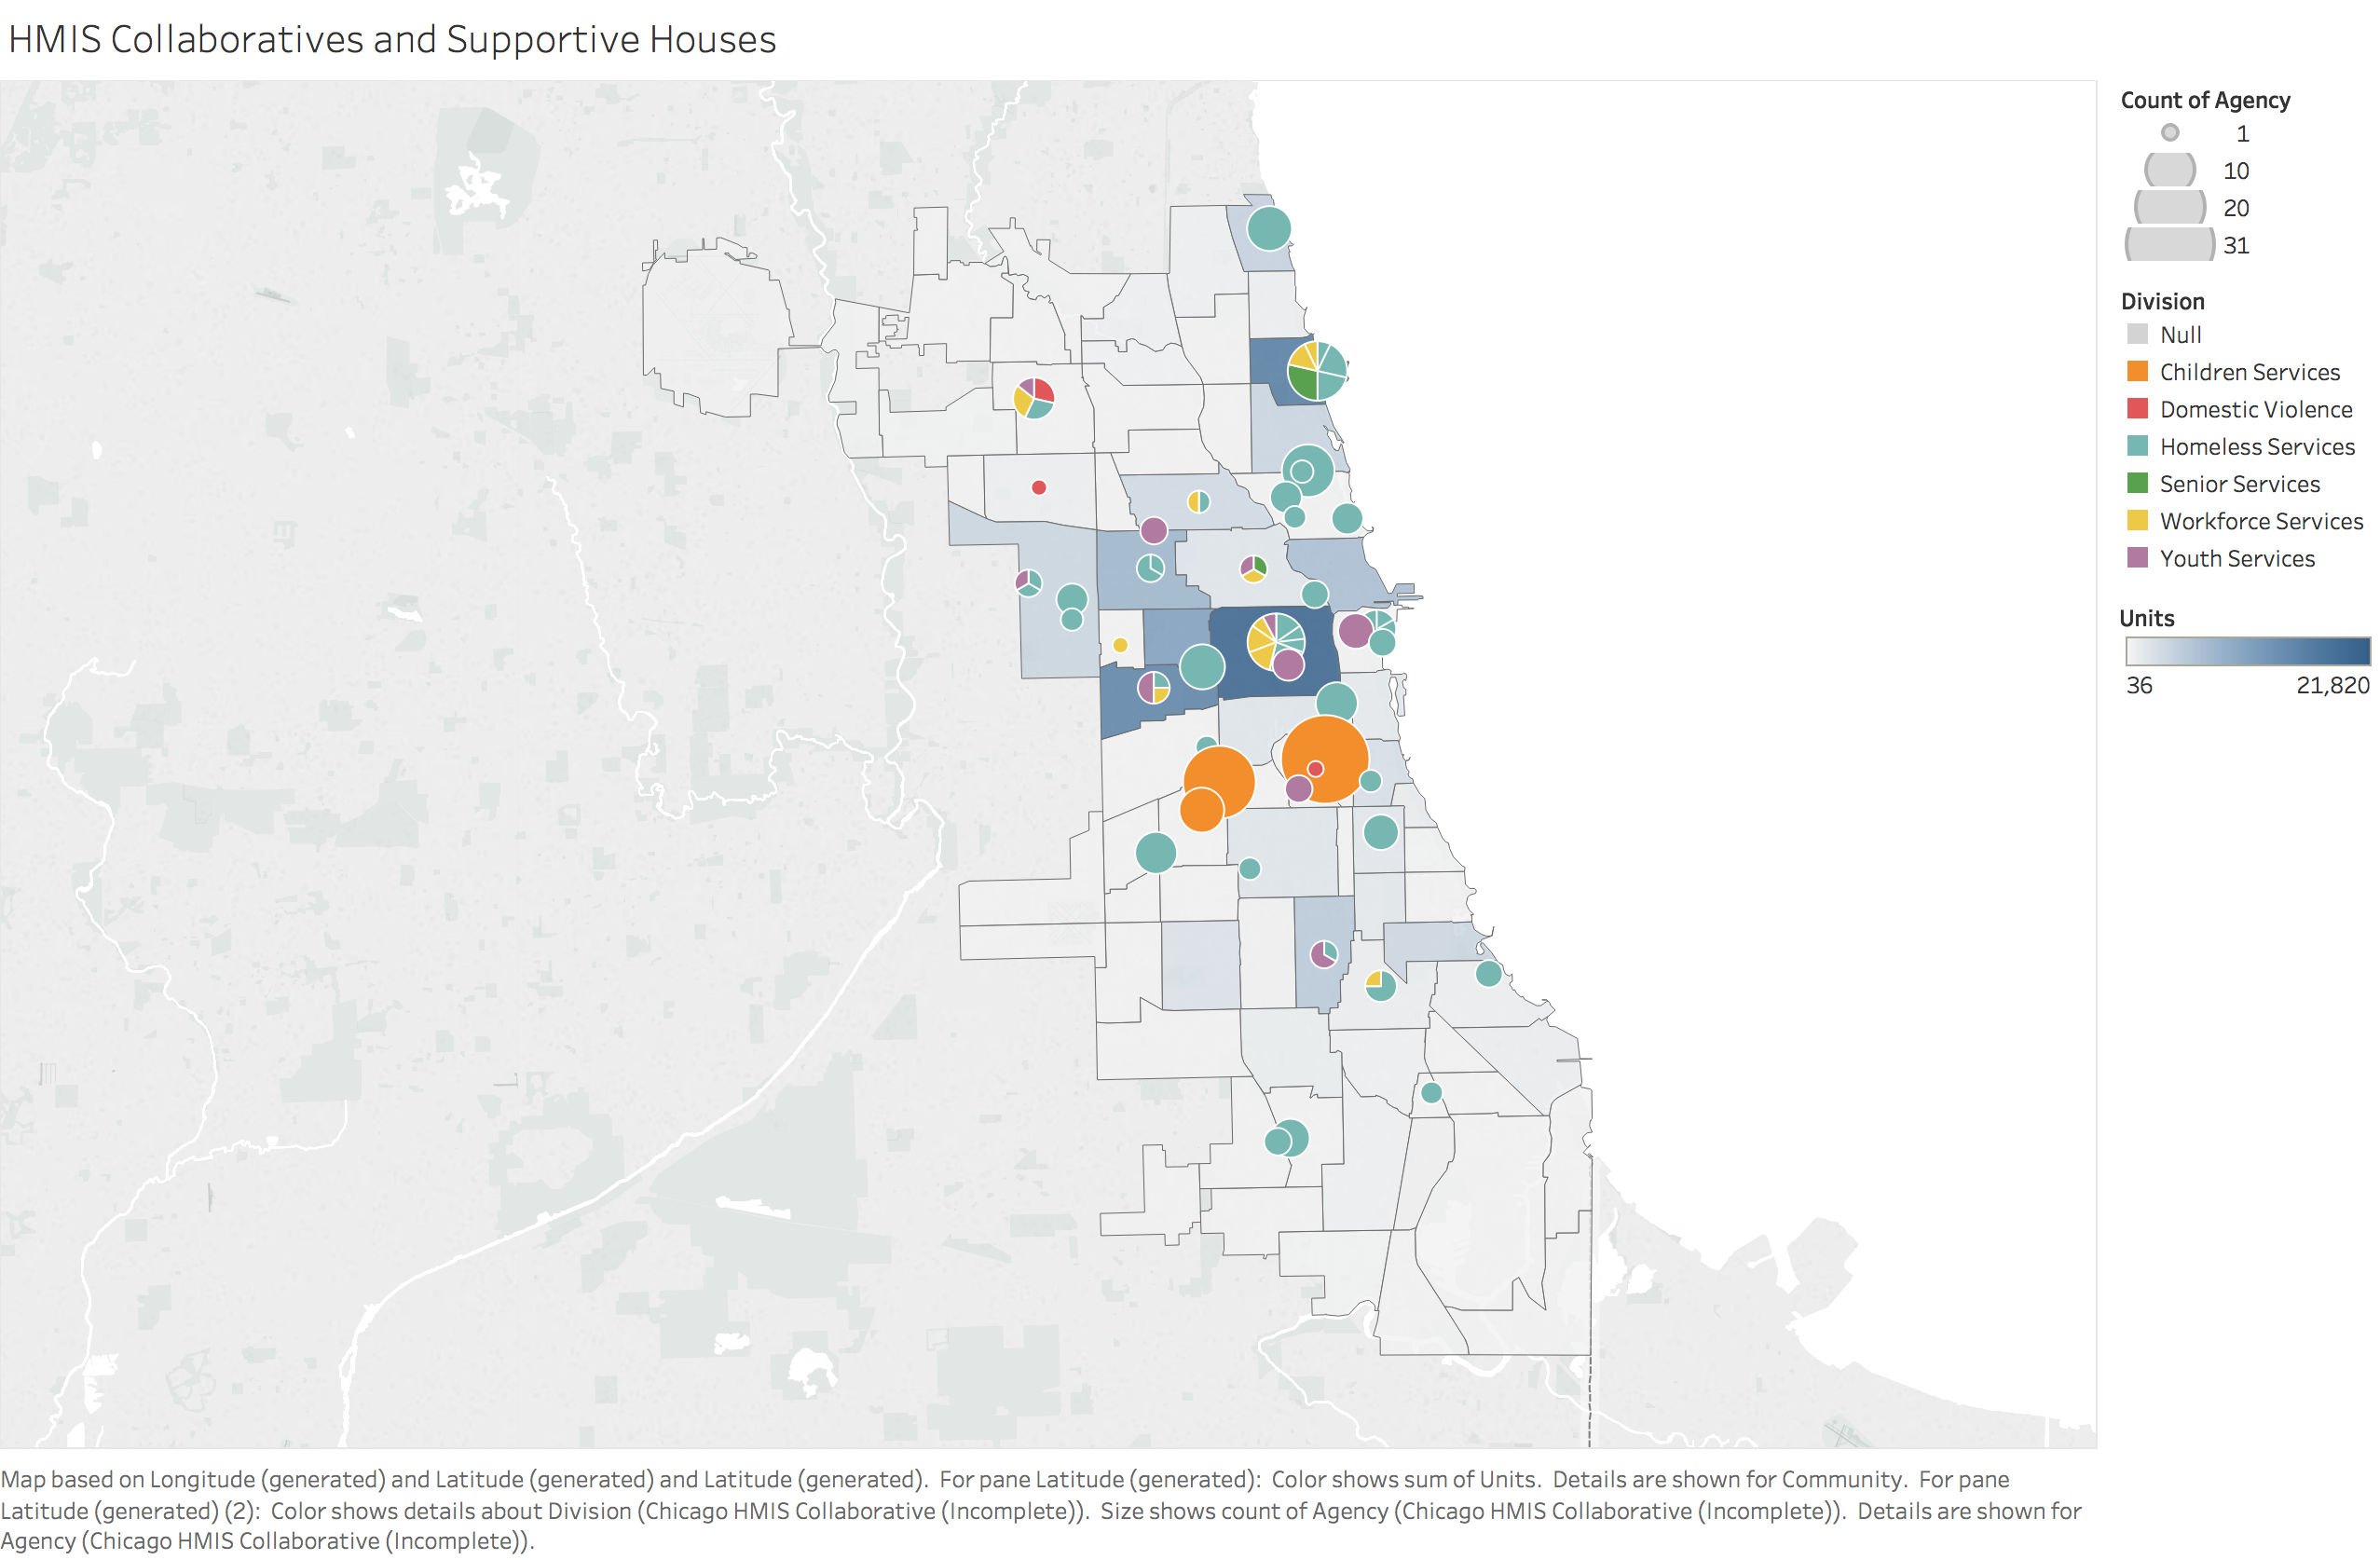 HMIS Collaboratives and Supportive Houses
Count of Agency
1
10
20
31
Division
Null
Children Services
Domestic Violence
Homeless Services
Senior Services
Workforce Services
Youth Services
Units
36 21,820
Map based on Longitude (generated) and Latitude (generated) and Latitude (generated).  For pane Latitude (generated):  Color shows sum of Units.  Details are shown for Community.  For pane
Latitude (generated) (2):  Color shows details about Division (Chicago HMIS Collaborative (Incomplete)).  Size shows count of Agency (Chicago HMIS Collaborative (Incomplete)).  Details are shown for
Agency (Chicago HMIS Collaborative (Incomplete)).